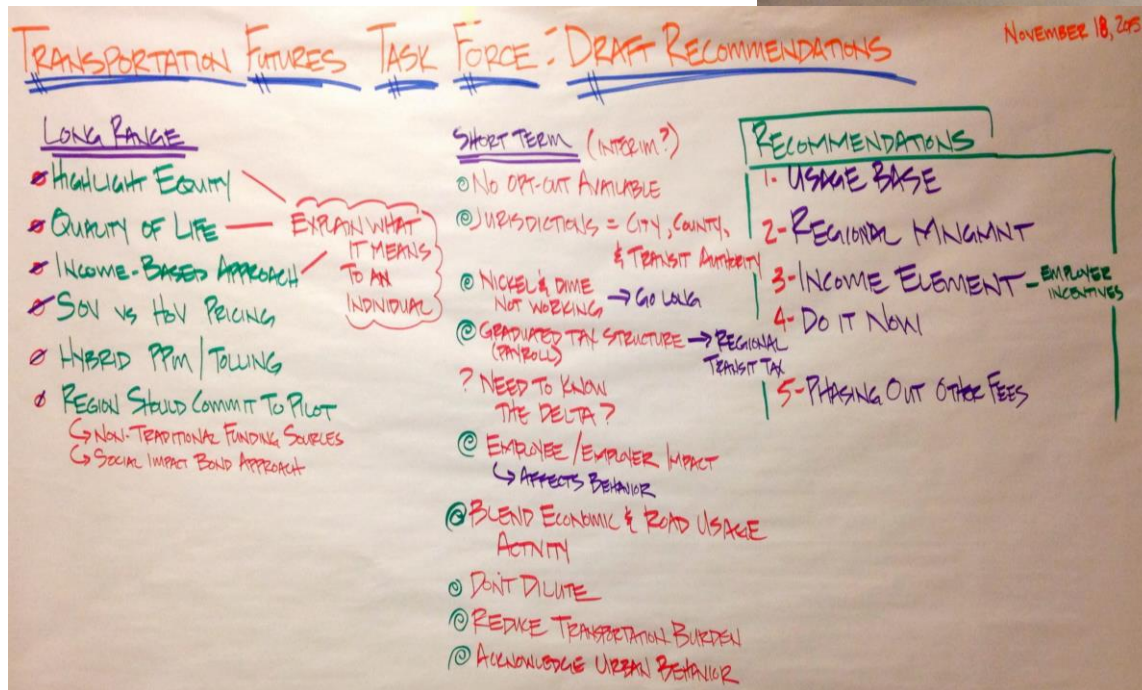 TRANSPORTATION FUTURES TASK FORCE: DRAFT RECOMMENDATIONS
NOVEMBER 18, 2015
LONG RANGE
HIGHLIGHT EQUITY
QUALITY OF LIFE
INCOME-BASED APPROACH
EXPLAIN WHAT
IT MEANS
TO AN
INDIVIDUAL
SOV VS HOV PRICING
HYBRID PPM/TOLLING
REGION SHOULD COMMIT TO PILOT
↳ NON-TRADITIONAL FUNDING SOURCES
↳ SOCIAL IMPACT BOND APPROACH
SHORT TERM (INTERIM?)
NO OPT-OUT AVAILABLE
JURISDICTIONS = CITY, COUNTY,
& TRANSIT AUTHORITY
NICKEL & DIME
NOT WORKING → GO LONG
GRADUATED TAX STRUCTURE → REGIONAL
(PAYROLL) TRANSIT TAX
? NEED TO KNOW
THE DELTA?
EMPLOYEE/EMPLOYER IMPACT
↳ AFFECTS BEHAVIOR
BLEND ECONOMIC & ROAD USAGE
ACTIVITY
DON'T DILUTE
REDUCE TRANSPORTATION BURDEN
ACKNOWLEDGE URBAN BEHAVIOR
RECOMMENDATIONS
1- USAGE BASE
2- REGIONAL MNGMNT
3- INCOME ELEMENT - EMPLOYER
INCENTIVES
4- DO IT NOW
5- PHASING OUT OTHER FEES